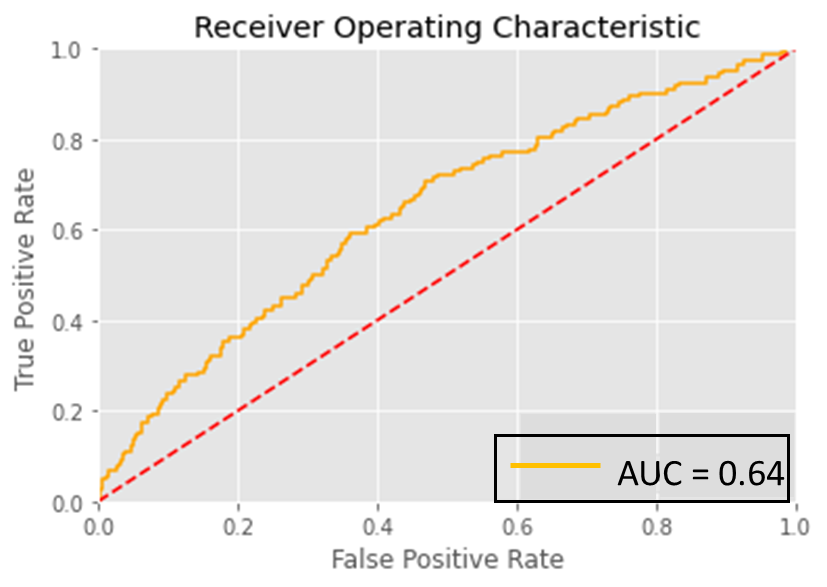 Receiver Operating Characteristic
1.0
0.8
0.6
0.4
0.2
0.0
True Positive Rate
AUC = 0.64
0.0 0.2 0.4 0.6 0.8 1.0
False Positive Rate